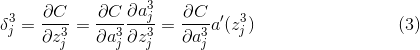 δ_j^3 = ∂C/∂z_j^3 = ∂C/∂a_j^3 ∂a_j^3/∂z_j^3 = ∂C/∂a_j^3 a′(z_j^3) (3)